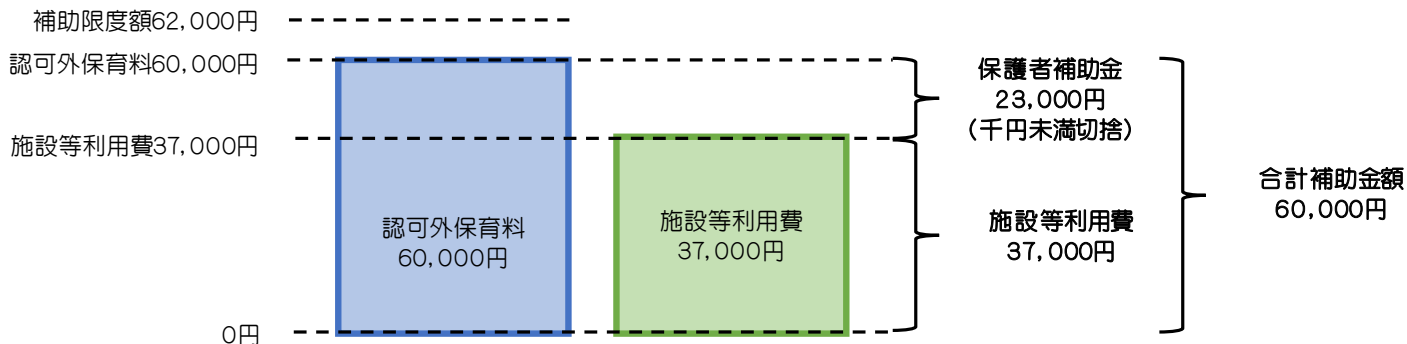 補助限度額62,000円
認可外保育料60,000円
施設等利用費37,000円
0円
認可外保育料
60,000円
施設等利用費
37,000円
保護者補助金
23,000円
(千円未満切捨)
施設等利用費
37,000円
合計補助金額
60,000円